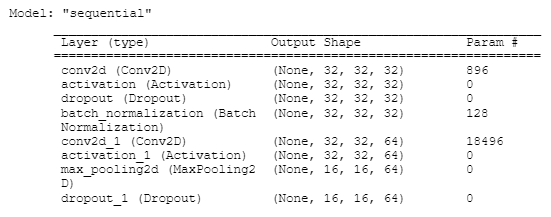 Model: "sequential"
Layer (type) Output Shape Param #
conv2d (Conv2D) (None, 32, 32, 32) 896
activation (Activation) (None, 32, 32, 32) 0
dropout (Dropout) (None, 32, 32, 32) 0
batch_normalization (Batch (None, 32, 32, 32) 128
Normalization)
conv2d_1 (Conv2D) (None, 32, 32, 64) 18496
activation_1 (Activation) (None, 32, 32, 64) 0
max_pooling2d (MaxPooling2 (None, 16, 16, 64) 0
D)
dropout_1 (Dropout) (None, 16, 16, 64) 0